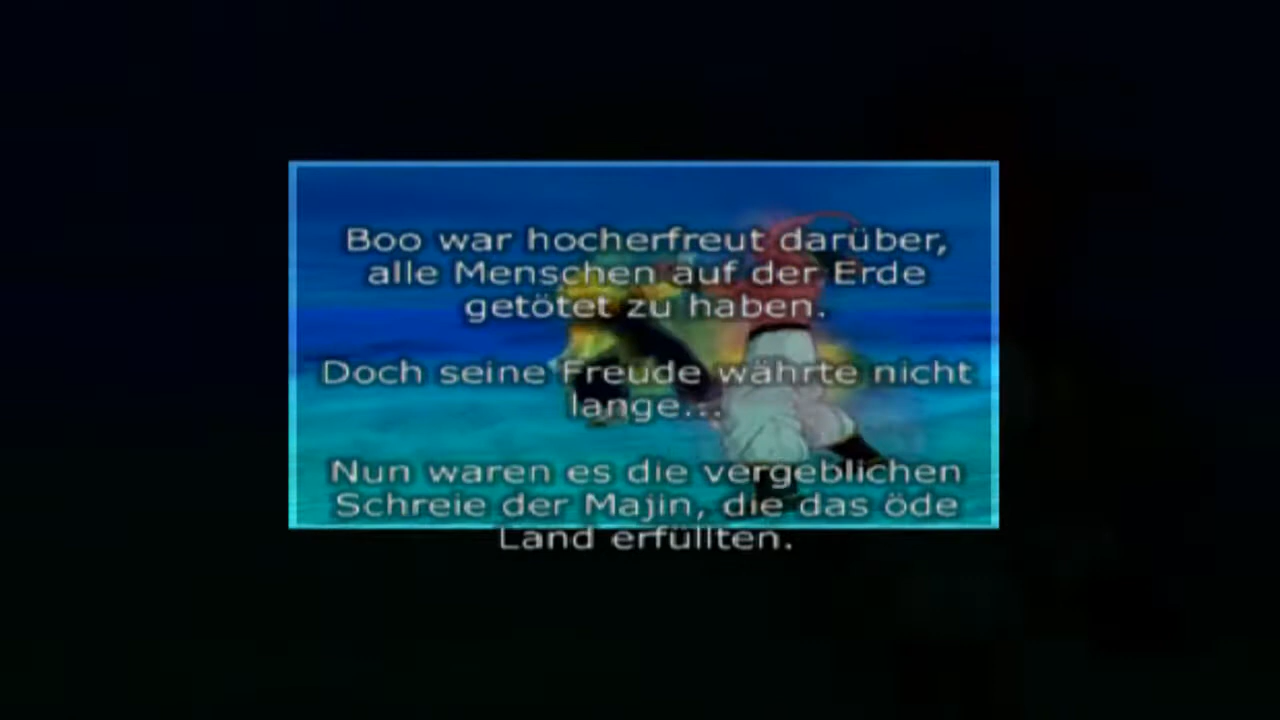 Boo war hocherfreut darüber,
alle Menschen auf der Erde
getötet zu haben.
Doch seine Freude währte nicht
lange...
Nun waren es die vergeblichen
Schreie der Majin, die das öde
Land erfüllten.